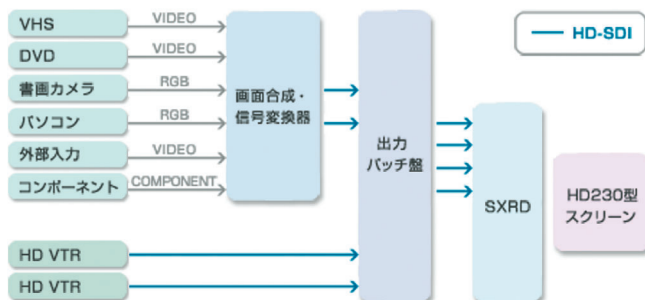 VHS
VIDEO
DVD
VIDEO
書画カメラ
RGB
パソコン
RGB
外部入力
VIDEO
コンポーネント
COMPONENT
HD VTR
HD VTR
画面合成・
信号変換器
出力
パッチ盤
SXRD
HD230型
スクリーン
HD-SDI